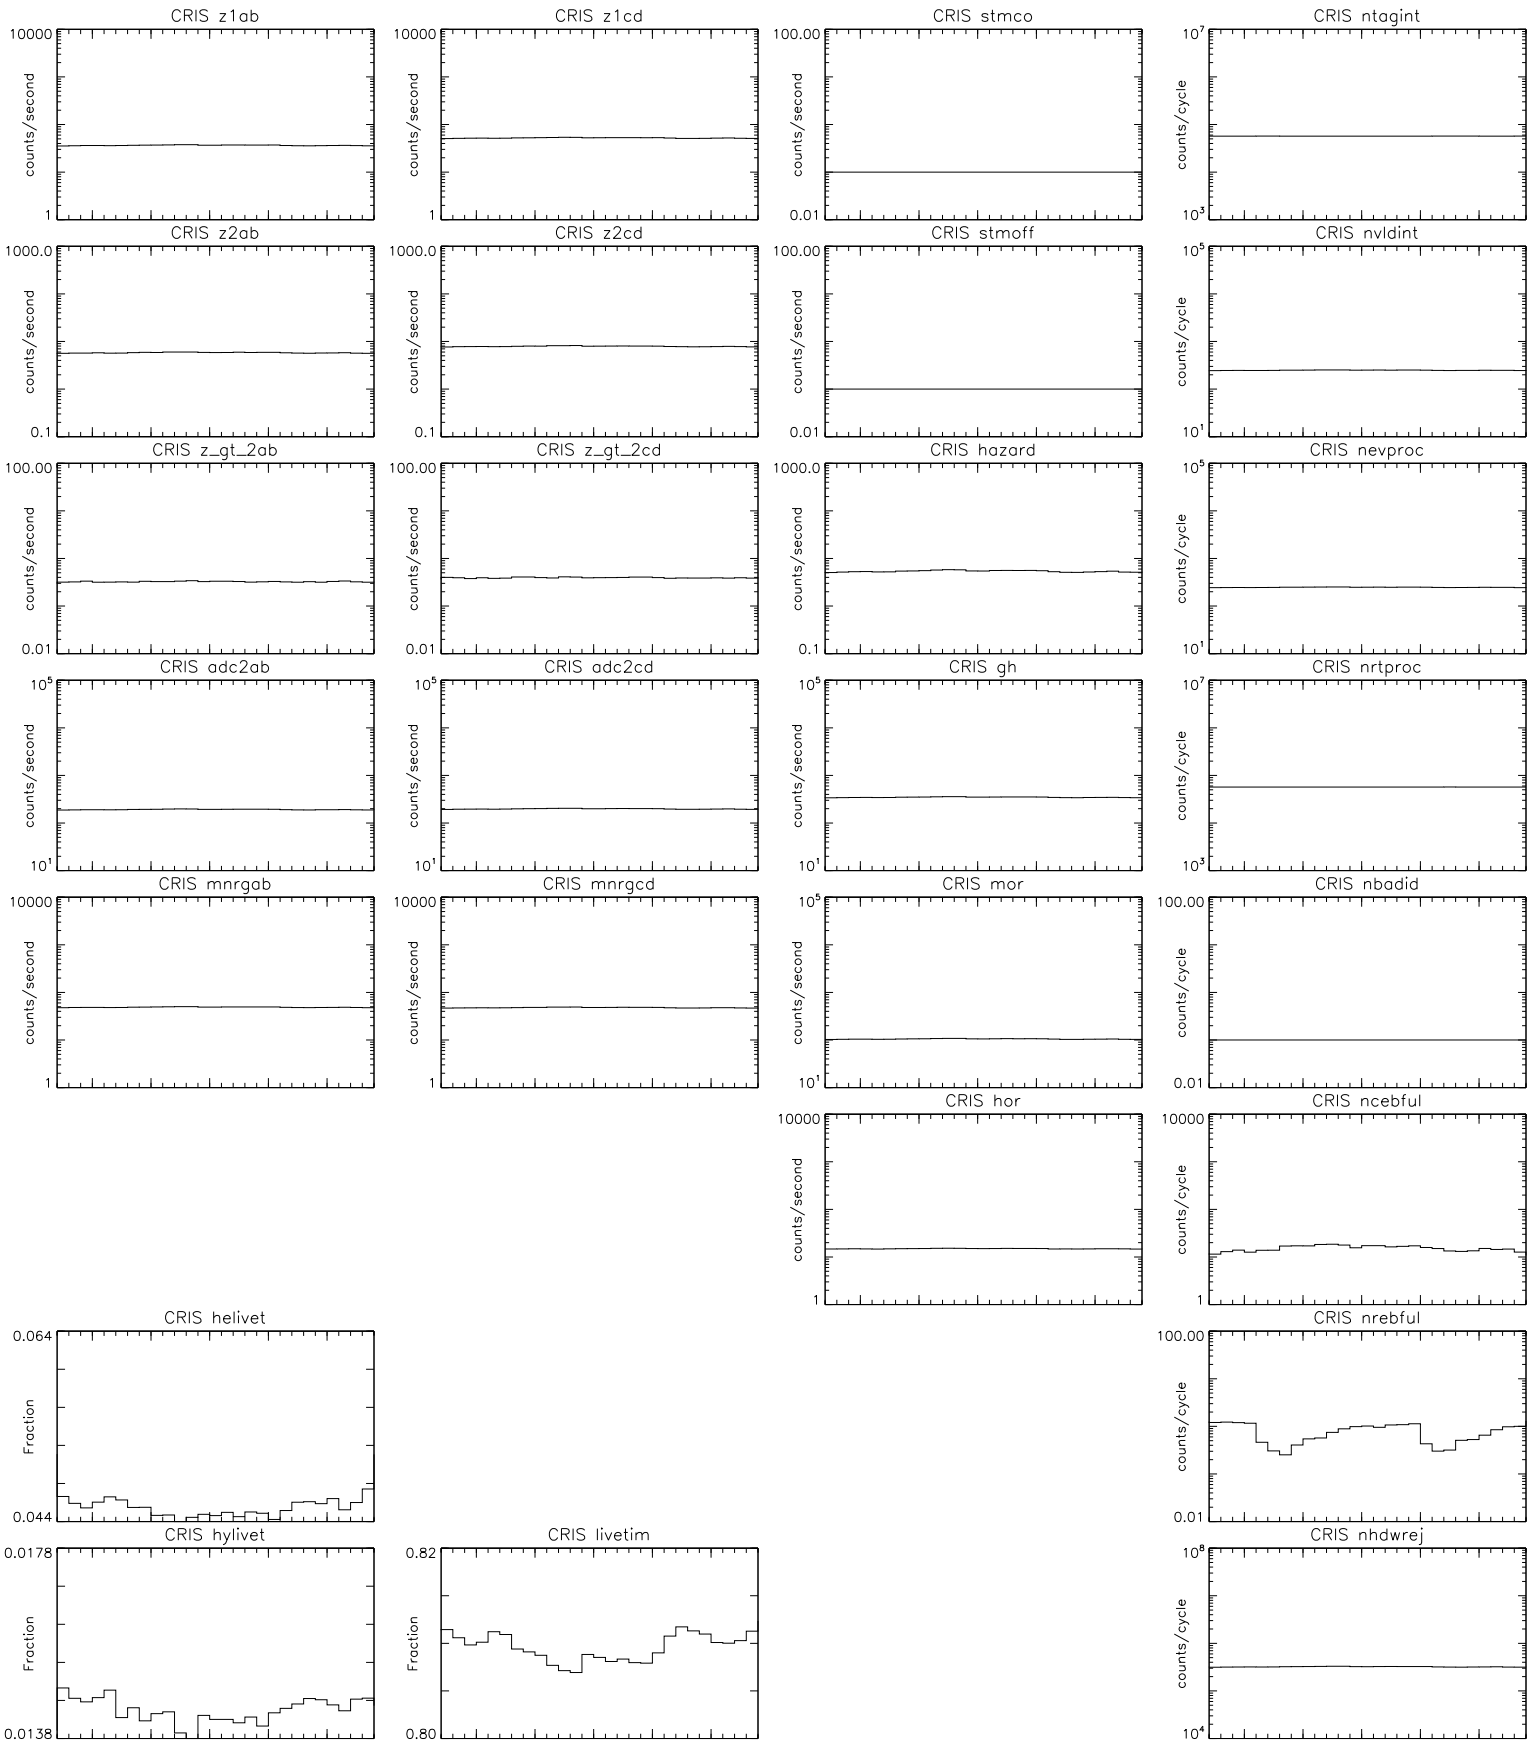 CRIS z1ab CRIS z1cd CRIS stmco CRIS ntagint
10000 10000 100.00 10⁷
counts/second counts/second counts/second counts/cycle
1 1 0.01 10³
CRIS z2ab CRIS z2cd CRIS stmoff CRIS nvldint
1000.0 1000.0 100.00 10⁵
counts/second counts/second counts/second counts/cycle
0.1 0.1 0.01 10¹
CRIS z_gt_2ab CRIS z_gt_2cd CRIS hazard CRIS nevproc
100.00 100.00 1000.0 10⁵
counts/second counts/second counts/second counts/cycle
0.01 0.01 0.1 10¹
CRIS adc2ab CRIS adc2cd CRIS gh CRIS nrtproc
10⁵ 10⁵ 10⁵ 10⁷
counts/second counts/second counts/second counts/cycle
10¹ 10¹ 10¹ 10³
CRIS mnrgab CRIS mnrgcd CRIS mor CRIS nbadid
10000 10000 10⁵ 100.00
counts/second counts/second counts/second counts/cycle
1 1 10¹ 0.01
CRIS hor CRIS ncebful
10000 10000
counts/second counts/cycle
1 1
CRIS helivet CRIS nrebful
0.064 100.00
Fraction counts/cycle
0.044 0.01
CRIS hylivet CRIS livetim CRIS nhdwrej
0.0178 0.82 10⁸
Fraction Fraction counts/cycle
0.0138 0.80 10⁴